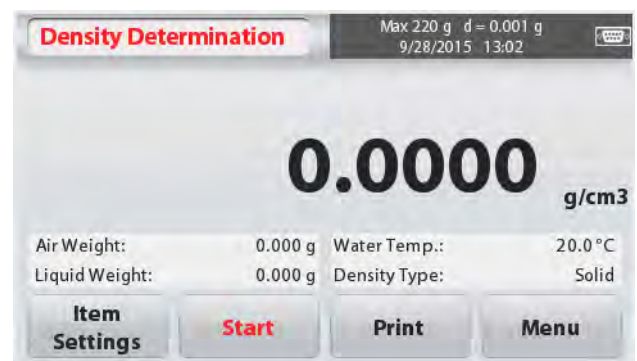 Density Determination
Max 220 g d = 0.001 g
9/28/2015 13:02
0.0000
g/cm3
Air Weight: 0.000 g Water Temp.: 20.0°C
Liquid Weight: 0.000 g Density Type: Solid
Item
Settings
Start
Print
Menu